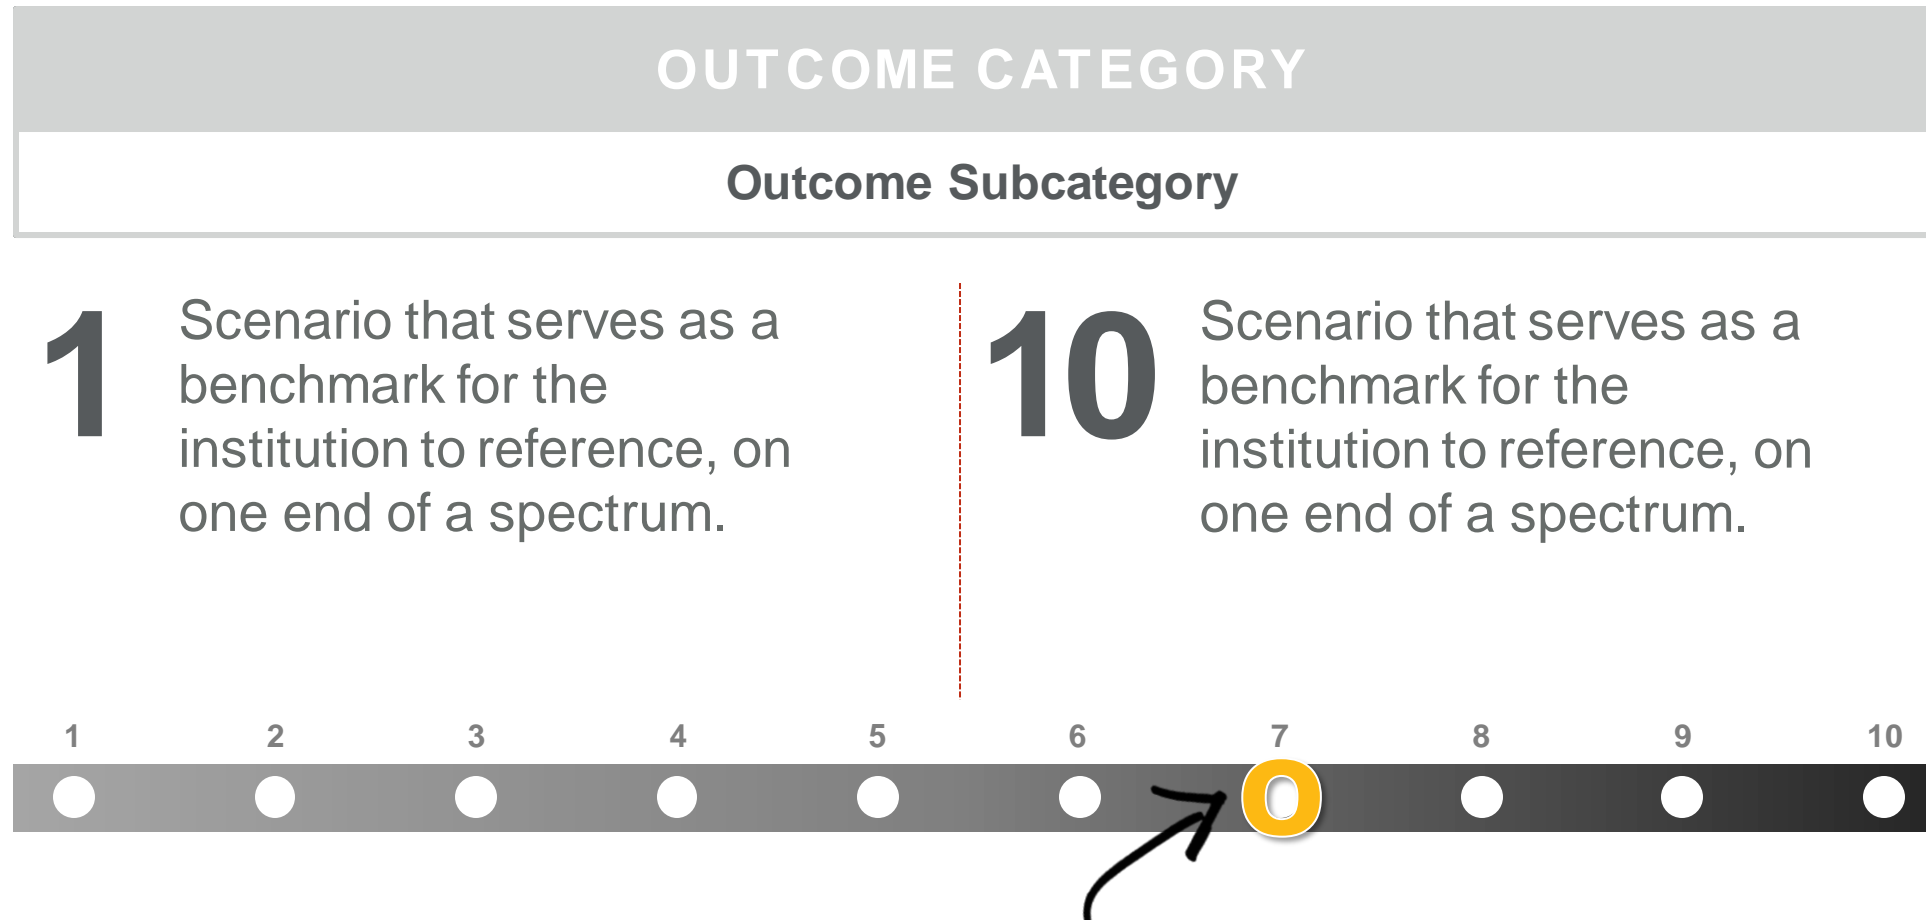 OUTCOME CATEGORY
Outcome Subcategory
1
Scenario that serves as a
benchmark for the
institution to reference, on
one end of a spectrum.
10
Scenario that serves as a
benchmark for the
institution to reference, on
one end of a spectrum.
1 2 3 4 5 6 7 8 9 10
O